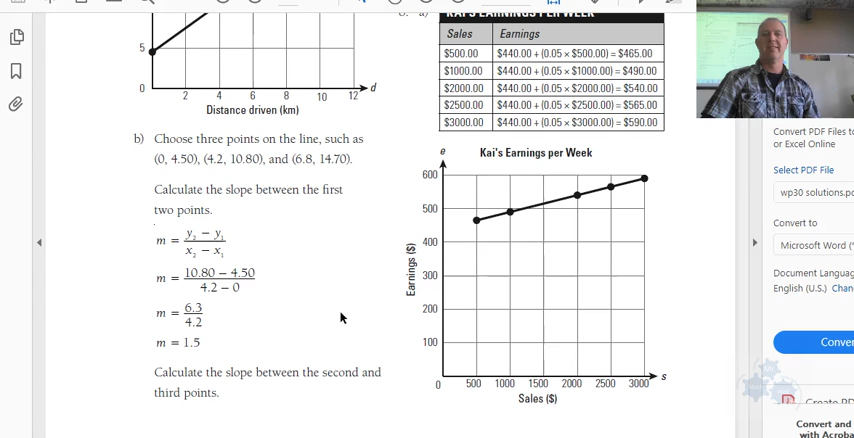 5
0
2 4 6 8 10 12
d
Distance driven (km)
b) Choose three points on the line, such as
(0, 4.50), (4.2, 10.80), and (6.8, 14.70).
Calculate the slope between the first
two points.
m = y₂ − y₁
x₂ − x₁
m = 10.80 − 4.50
4.2 − 0
m = 6.3
4.2
m = 1.5
Calculate the slope between the second and
third points.
a)
KAI'S EARNINGS PER WEEK
Sales Earnings
$500.00 $440.00 + (0.05 × $500.00) = $465.00
$1000.00 $440.00 + (0.05 × $1000.00) = $490.00
$2000.00 $440.00 + (0.05 × $2000.00) = $540.00
$2500.00 $440.00 + (0.05 × $2500.00) = $565.00
$3000.00 $440.00 + (0.05 × $3000.00) = $590.00
e
Kai's Earnings per Week
600
500
400
300
200
100
0
500 1000 1500 2000 2500 3000
s
Earnings ($)
Sales ($)
Convert PDF Files to
or Excel Online
Select PDF File
wp30 solutions.pd
Convert to
Microsoft Word (*
Document Language
English (U.S.) Chan
Conver
Create PD
Convert and
with Acroba